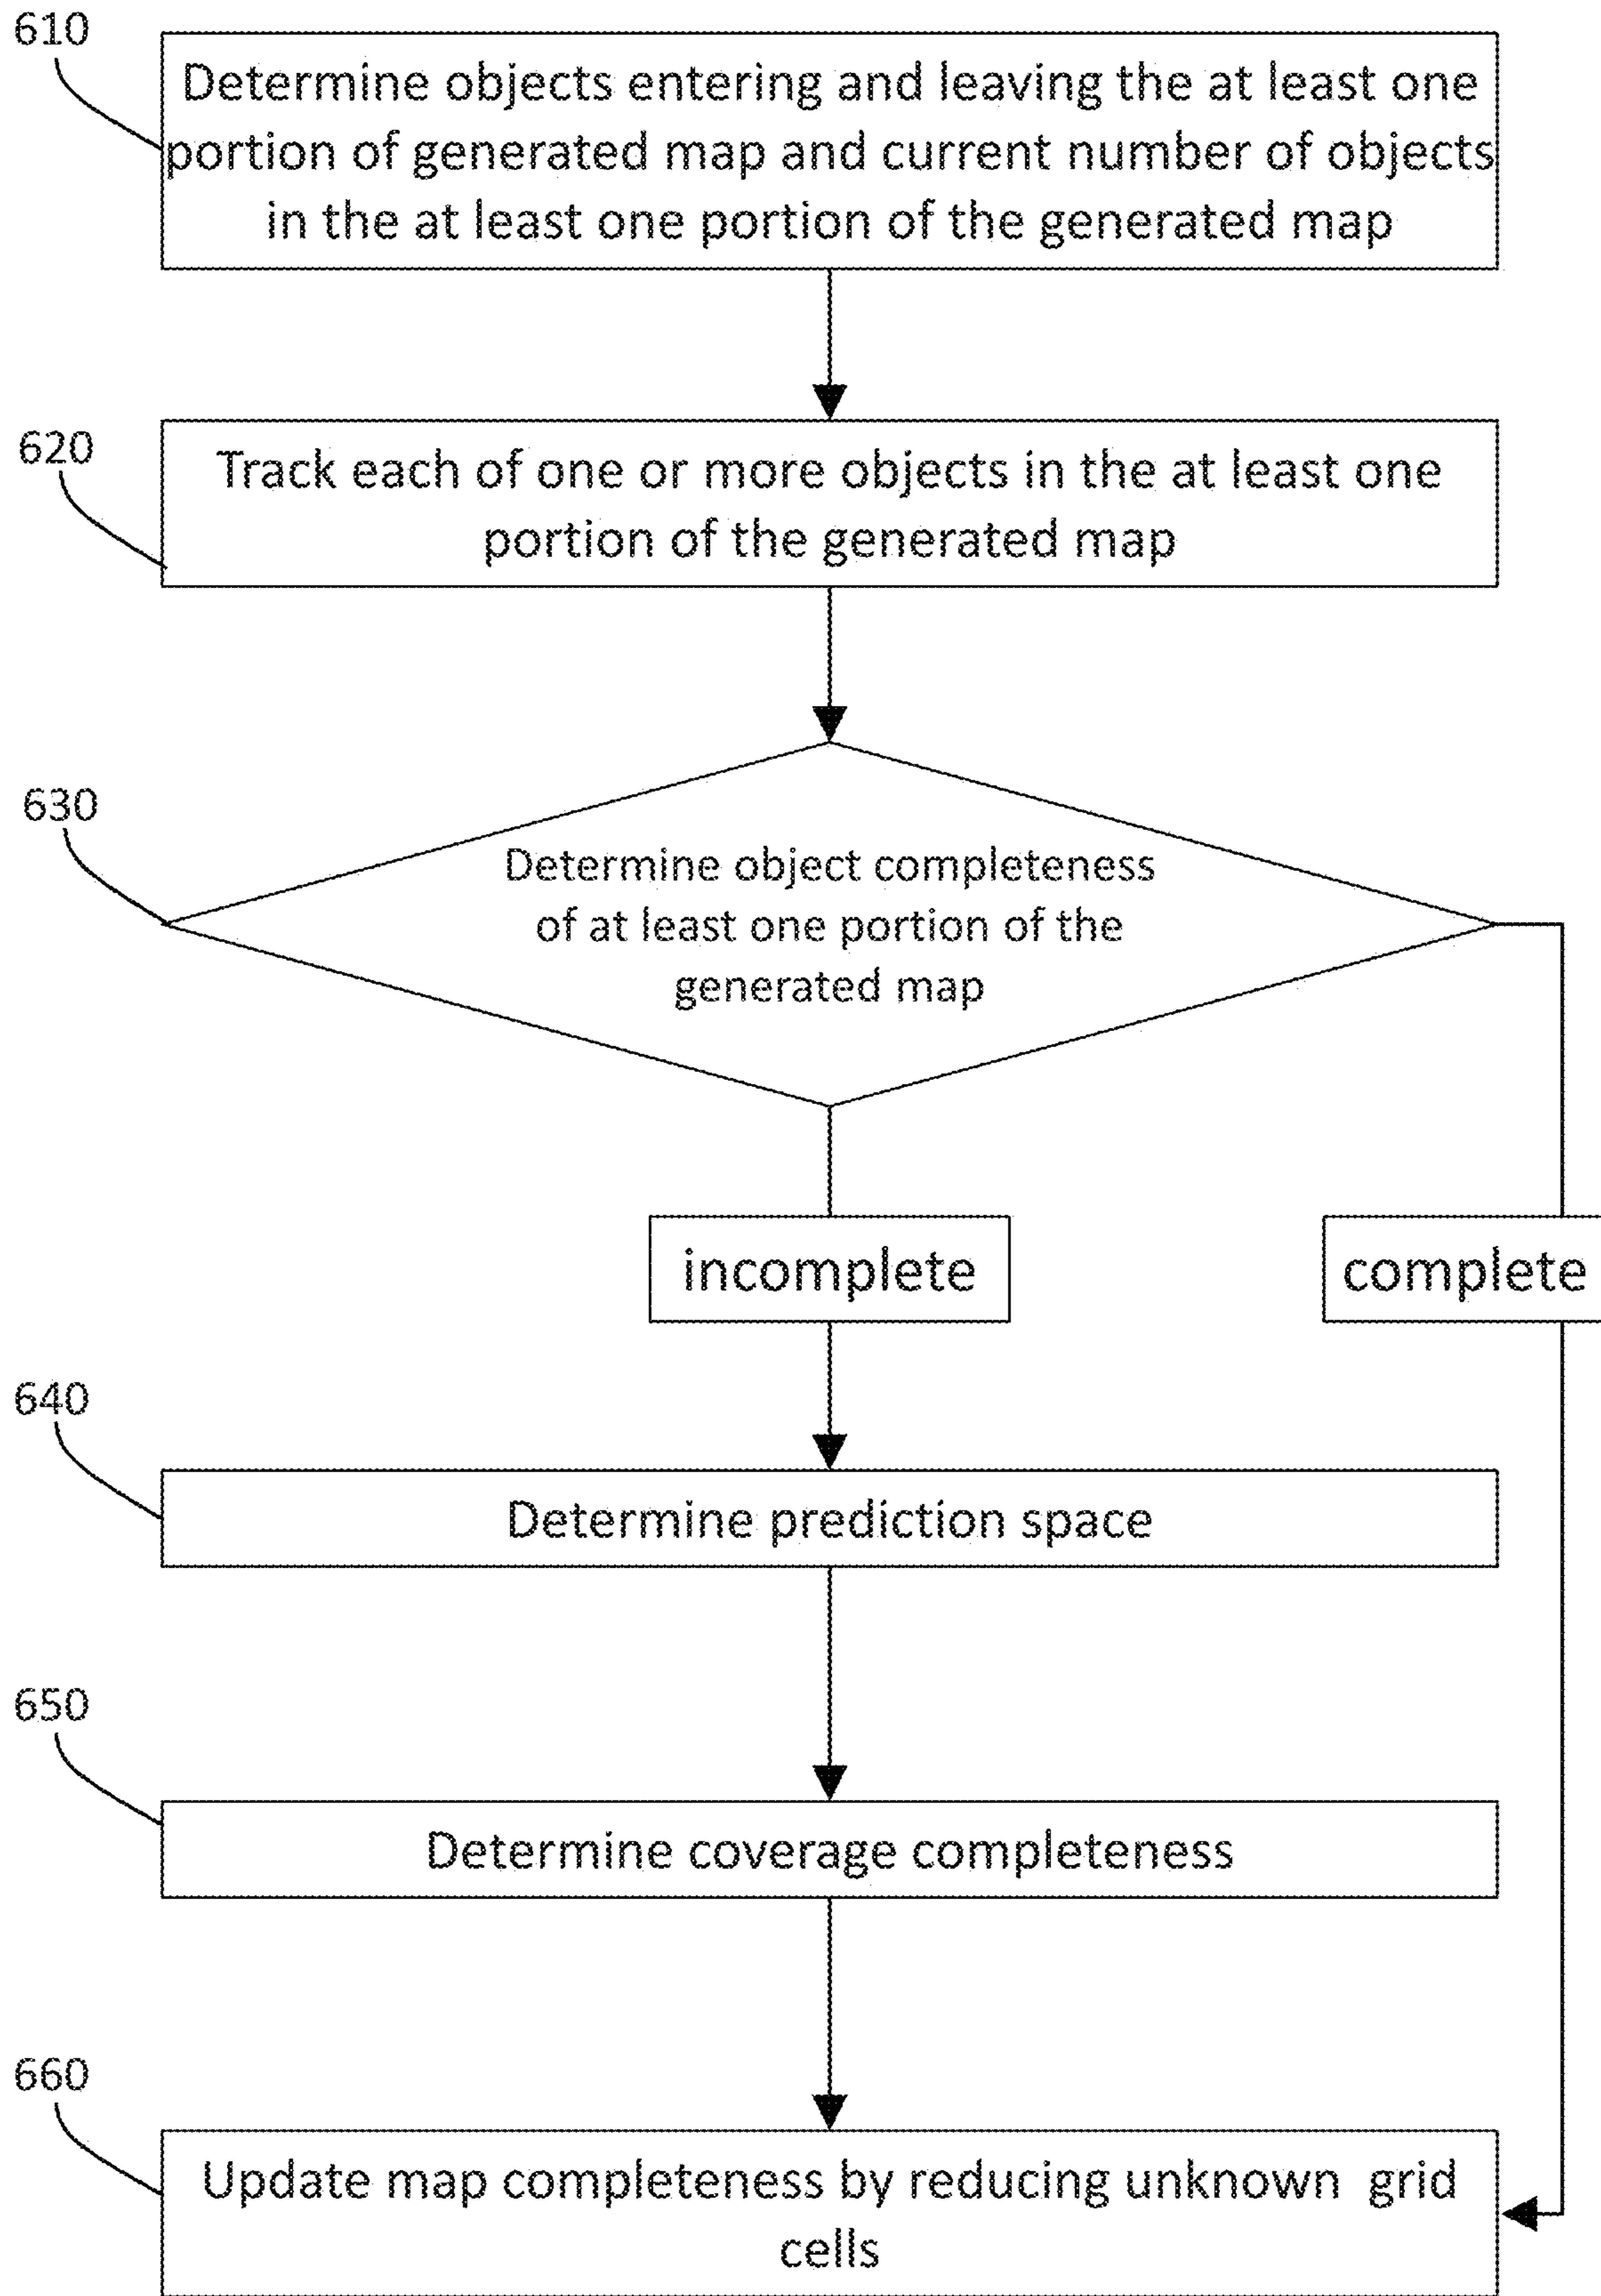 610
Determine objects entering and leaving the at least one
portion of generated map and current number of objects
in the at least one portion of the generated map
620
Track each of one or more objects in the at least one
portion of the generated map
630
Determine object completeness
of at least one portion of the
generated map
incomplete
complete
640
Determine prediction space
650
Determine coverage completeness
660
Update map completeness by reducing unknown grid
cells